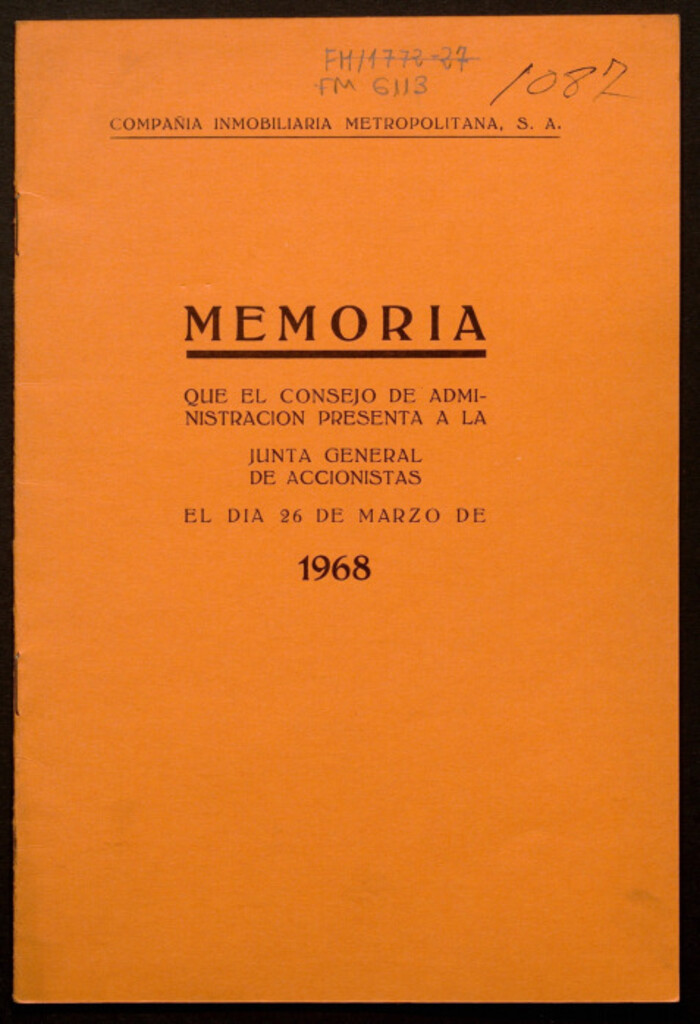 FH/1772-27
FM 6113
1087
COMPAÑIA INMOBILIARIA METROPOLITANA, S. A.
MEMORIA
QUE EL CONSEJO DE ADMI-
NISTRACION PRESENTA A LA
JUNTA GENERAL
DE ACCIONISTAS
EL DIA 26 DE MARZO DE
1968